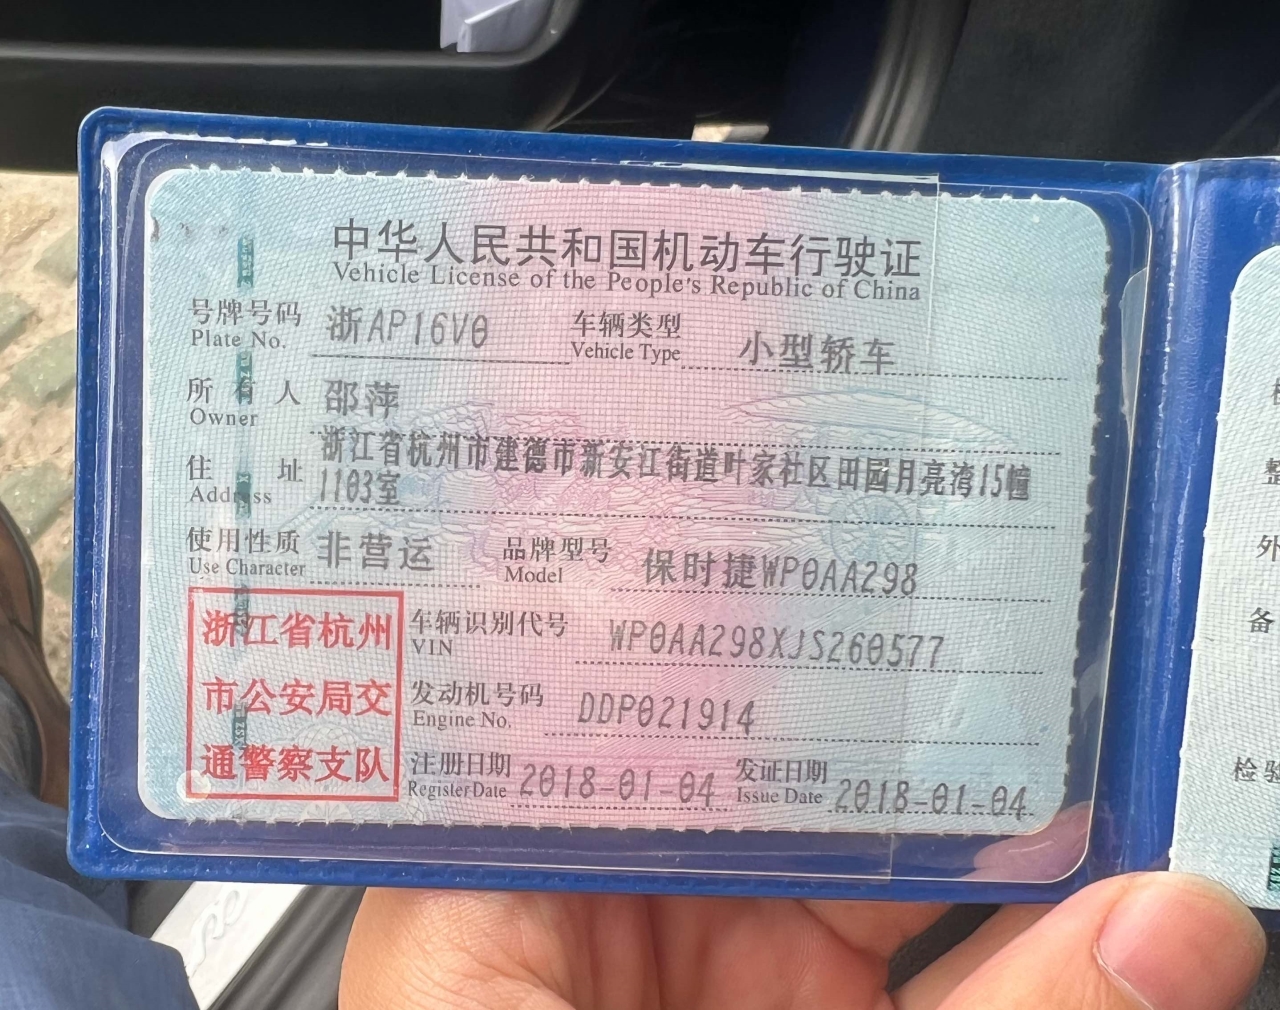 中华人民共和国机动车行驶证
Vehicle License of the People's Republic of China
号牌号码 浙AP16V0 车辆类型 小型轿车
Plate No. Vehicle Type
所有人 邵萍
Owner
住址 浙江省杭州市建德市新安江街道叶家社区田园月亮湾15幢
Address 1103室
使用性质 非营运 品牌型号 保时捷WP0AA298
Use Character Model
浙江省杭州
市公安局交
通警察支队
车辆识别代号 WP0AA298XJS260577
VIN
发动机号码 DDP021914
Engine No.
注册日期 2018-01-04 发证日期 2018-01-04
Register Date Issue Date
整
外
备
检验